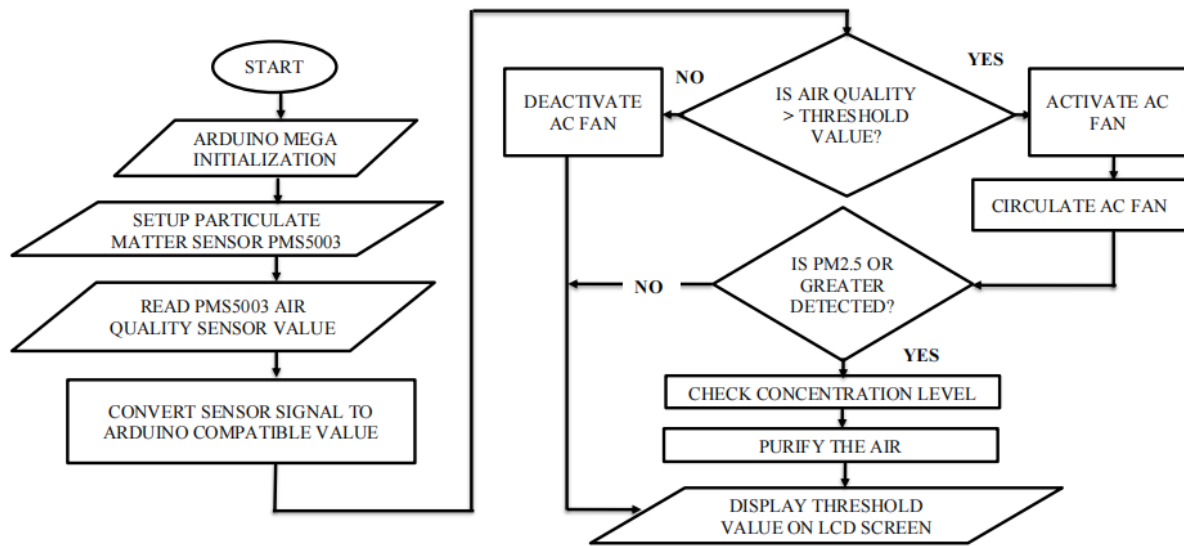 START
ARDUINO MEGA
INITIALIZATION
SETUP PARTICULATE
MATTER SENSOR PMS5003
READ PMS5003 AIR
QUALITY SENSOR VALUE
CONVERT SENSOR SIGNAL TO
ARDUINO COMPATIBLE VALUE
IS AIR QUALITY
> THRESHOLD
VALUE?
NO
DEACTIVATE
AC FAN
YES
ACTIVATE AC
FAN
CIRCULATE AC FAN
IS PM2.5 OR
GREATER
DETECTED?
NO
YES
CHECK CONCENTRATION LEVEL
PURIFY THE AIR
DISPLAY THRESHOLD
VALUE ON LCD SCREEN